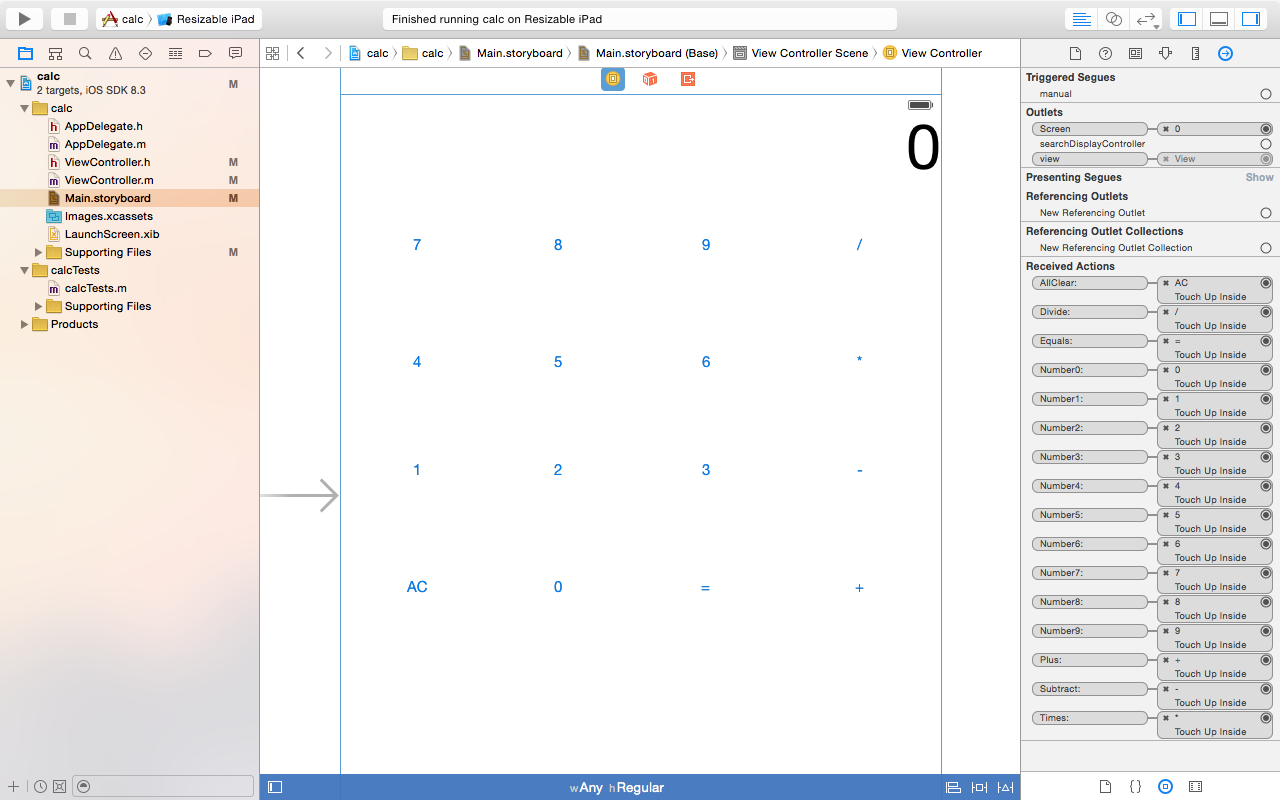 calc Resizable iPad
Finished running calc on Resizable iPad
calc
2 targets, iOS SDK 8.3
M
calc
h AppDelegate.h
m AppDelegate.m
h ViewController.h M
m ViewController.m M
Main.storyboard M
Images.xcassets
LaunchScreen.xib
Supporting Files M
calcTests
m calcTests.m
Supporting Files
Products
calc calc Main.storyboard Main.storyboard (Base) View Controller Scene View Controller
0
7 8 9 /
4 5 6 *
1 2 3 -
AC 0 = +
wAny hRegular
Triggered Segues
manual
Outlets
Screen 0
searchDisplayController
view View
Presenting Segues Show
Referencing Outlets
New Referencing Outlet
Referencing Outlet Collections
New Referencing Outlet Collection
Received Actions
AllClear: AC
Touch Up Inside
Divide: /
Touch Up Inside
Equals: =
Touch Up Inside
Number0: 0
Touch Up Inside
Number1: 1
Touch Up Inside
Number2: 2
Touch Up Inside
Number3: 3
Touch Up Inside
Number4: 4
Touch Up Inside
Number5: 5
Touch Up Inside
Number6: 6
Touch Up Inside
Number7: 7
Touch Up Inside
Number8: 8
Touch Up Inside
Number9: 9
Touch Up Inside
Plus: +
Touch Up Inside
Subtract: -
Touch Up Inside
Times: *
Touch Up Inside